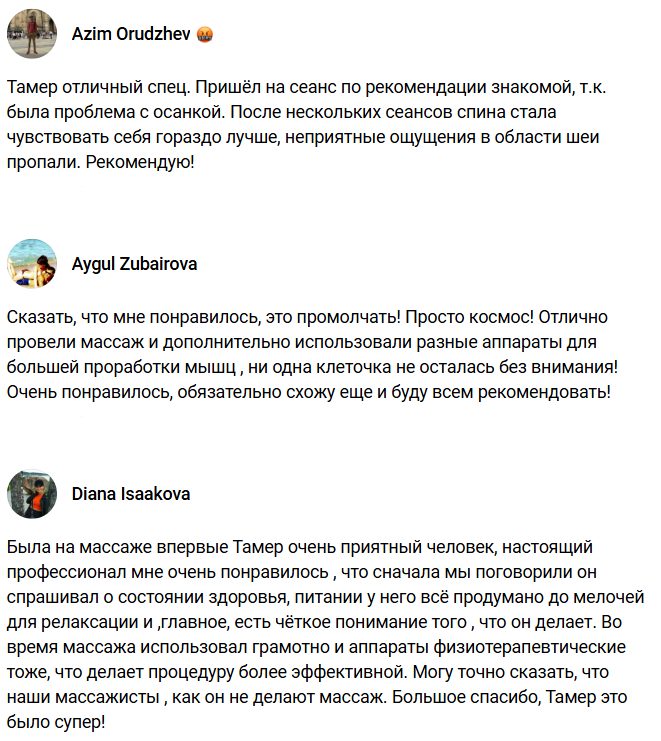 Azim Orudzhev 🤬
Тамер отличный спец. Пришёл на сеанс по рекомендации знакомой, т.к.
была проблема с осанкой. После нескольких сеансов спина стала
чувствовать себя гораздо лучше, неприятные ощущения в области шеи
пропали. Рекомендую!
Aygul Zubairova
Сказать, что мне понравилось, это промолчать! Просто космос! Отлично
провели массаж и дополнительно использовали разные аппараты для
большей проработки мышц , ни одна клеточка не осталась без внимания!
Очень понравилось, обязательно схожу еще и буду всем рекомендовать!
Diana Isaakova
Была на массаже впервые Тамер очень приятный человек, настоящий
профессионал мне очень понравилось , что сначала мы поговорили он
спрашивал о состоянии здоровья, питании у него всё продумано до мелочей
для релаксации и ,главное, есть чёткое понимание того , что он делает. Во
время массажа использовал грамотно и аппараты физиотерапевтические
тоже, что делает процедуру более эффективной. Могу точно сказать, что
наши массажисты , как он не делают массаж. Большое спасибо, Тамер это
было супер!